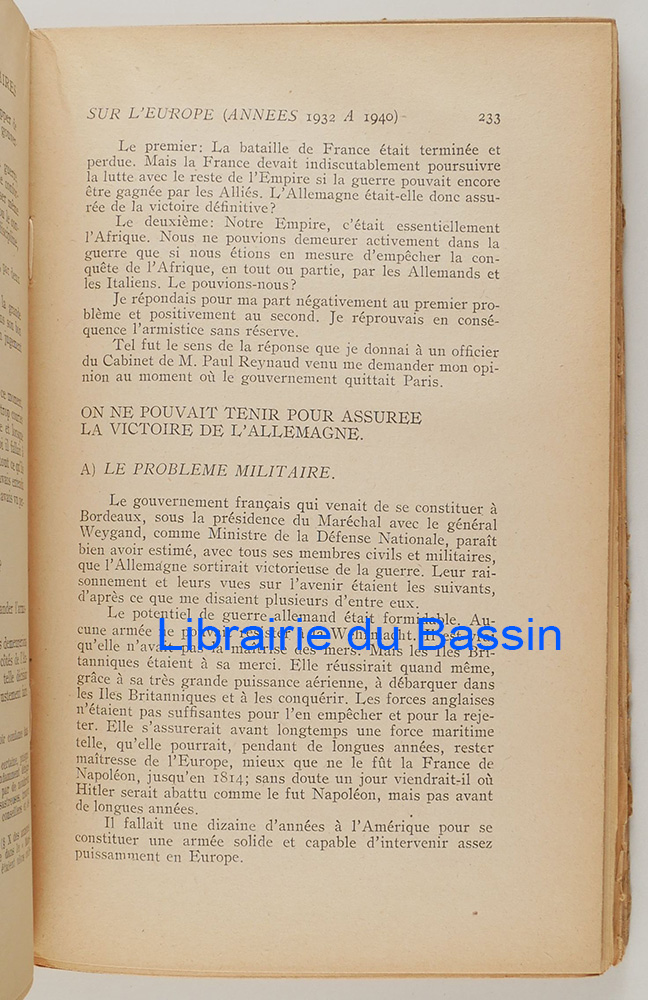 SUR L'EUROPE (ANNEES 1932 A 1940)
233
Le premier: La bataille de France était terminée et
perdue. Mais la France devait indiscutablement poursuivre
la lutte avec le reste de l'Empire si la guerre pouvait encore
être gagnée par les Alliés. L'Allemagne était-elle donc assu-
rée de la victoire définitive?
Le deuxième: Notre Empire, c'était essentiellement
l'Afrique. Nous ne pouvions demeurer activement dans la
guerre que si nous étions en mesure d'empêcher la con-
quête de l'Afrique, en tout ou partie, par les Allemands et
les Italiens. Le pouvions-nous?
Je répondais pour ma part négativement au premier pro-
blème et positivement au second. Je réprouvais en consé-
quence l'armistice sans réserve.
Tel fut le sens de la réponse que je donnai à un officier
du Cabinet de M. Paul Reynaud venu me demander mon opi-
nion au moment où le gouvernement quittait Paris.
ON NE POUVAIT TENIR POUR ASSUREE
LA VICTOIRE DE L'ALLEMAGNE.
A) LE PROBLEME MILITAIRE.
Le gouvernement français qui venait de se constituer à
Bordeaux, sous la présidence du Maréchal avec le général
Weygand, comme Ministre de la Défense Nationale, paraît
bien avoir estimé, avec tous ses membres civils et militaires,
que l'Allemagne sortirait victorieuse de la guerre. Leur rai-
sonnement et leurs vues sur l'avenir étaient les suivants,
d'après ce que me disaient plusieurs d'entre eux.
Le potentiel de guerre allemand était formidable. Au-
cune armée ne pouvait
Librairie du Bassin
qu'elle n'avait pas la maîtrise des mers. Mais les Iles Bri-
tanniques étaient à sa merci. Elle réussirait quand même,
grâce à sa très grande puissance aérienne, à débarquer dans
les Iles Britanniques et à les conquérir. Les forces anglaises
n'étaient pas suffisantes pour l'en empêcher et pour la reje-
ter. Elle s'assurerait avant longtemps une force maritime
telle, qu'elle pourrait, pendant de longues années, rester
maîtresse de l'Europe, mieux que ne le fût la France de
Napoléon, jusqu'en 1814; sans doute un jour viendrait-il où
Hitler serait abattu comme le fut Napoléon, mais pas avant
de longues années.
Il fallait une dizaine d'années à l'Amérique pour se
constituer une armée solide et capable d'intervenir assez
puissamment en Europe.